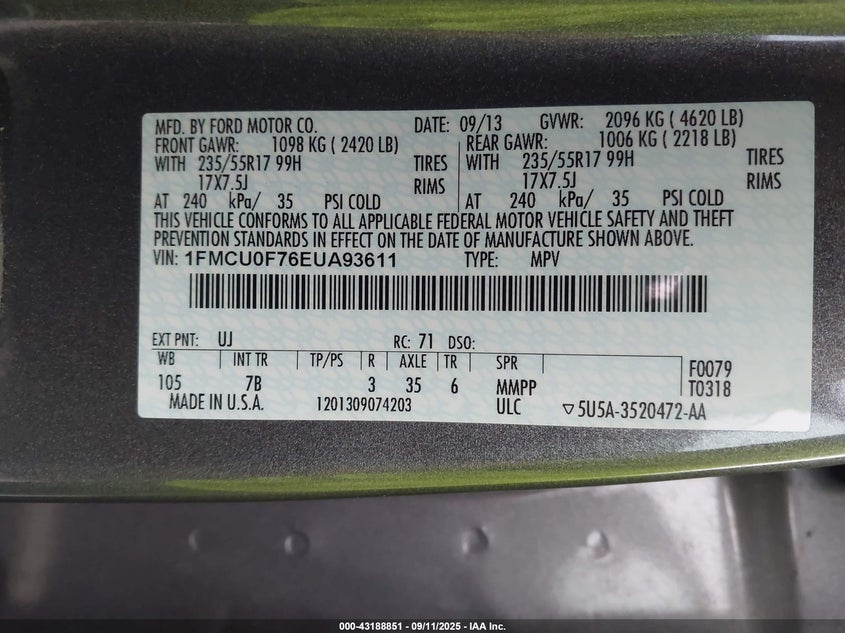 MFD. BY FORD MOTOR CO. DATE: 09/13 GVWR: 2096 KG ( 4620 LB)
FRONT GAWR: 1098 KG ( 2420 LB) REAR GAWR: 1006 KG ( 2218 LB)
WITH 235/55R17 99H TIRES WITH 235/55R17 99H TIRES
17X7.5J RIMS 17X7.5J RIMS
AT 240 kPa/ 35 PSI COLD AT 240 kPa/ 35 PSI COLD
THIS VEHICLE CONFORMS TO ALL APPLICABLE FEDERAL MOTOR VEHICLE SAFETY AND THEFT
PREVENTION STANDARDS IN EFFECT ON THE DATE OF MANUFACTURE SHOWN ABOVE.
VIN: 1FMCU0F76EUA93611 TYPE: MPV
EXT PNT: UJ RC: 71 DSO:
WB INT TR TP/PS R AXLE TR SPR F0079
105 7B 3 35 6 MMPP T0318
MADE IN U.S.A. 1201309074203 ULC ▽5U5A-3520472-AA
000-43188851 - 09/11/2025 - IAA Inc.